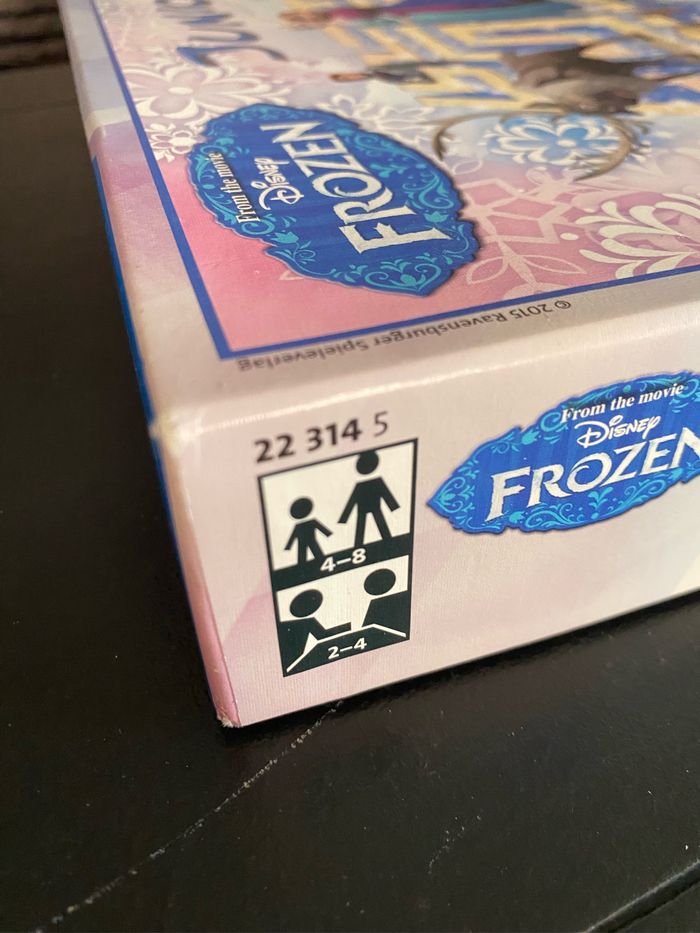 From the movie
Disney
FROZEN
© 2015 Ravensburger Spieleverlag
22 314 5
4–8
2–4
From the movie
Disney
FROZEN